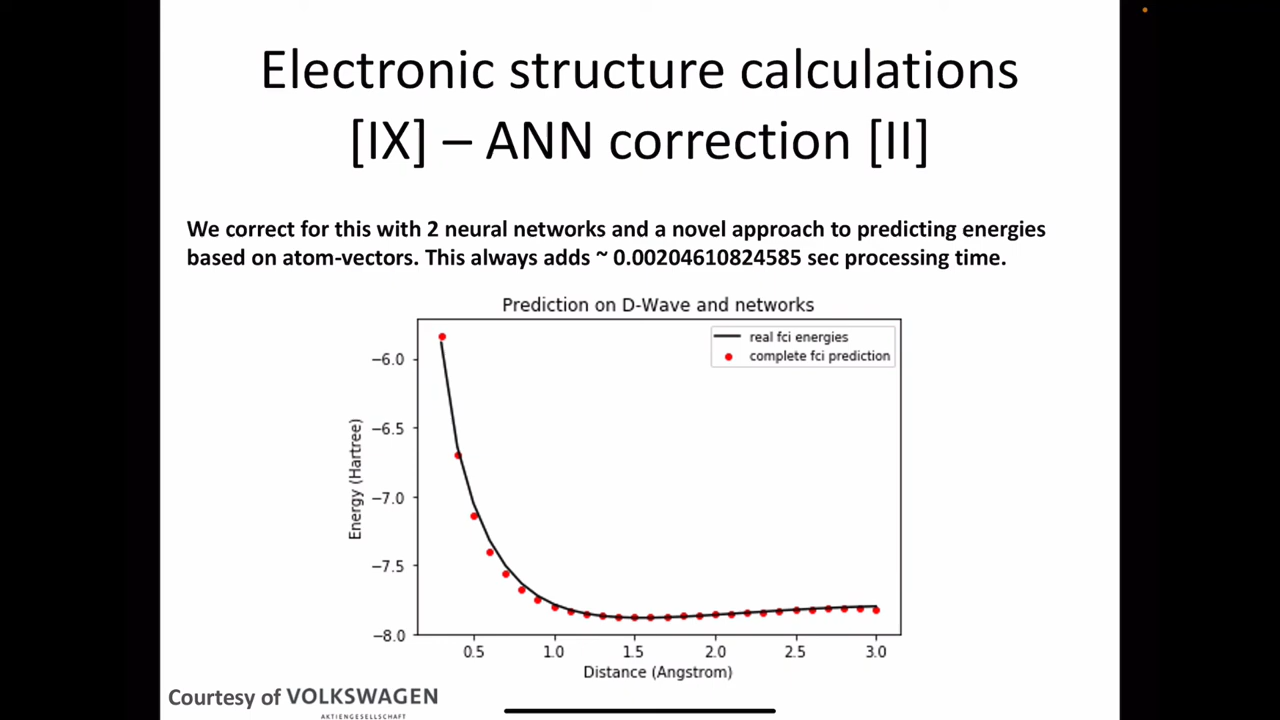 Electronic structure calculations
[IX] – ANN correction [II]
We correct for this with 2 neural networks and a novel approach to predicting energies
based on atom-vectors. This always adds ~ 0.00204610824585 sec processing time.
Prediction on D-Wave and networks
real fci energies
complete fci prediction
−6.0
−6.5
−7.0
−7.5
−8.0
Energy (Hartree)
0.5 1.0 1.5 2.0 2.5 3.0
Distance (Angstrom)
Courtesy of VOLKSWAGEN
AKTIENGESELLSCHAFT